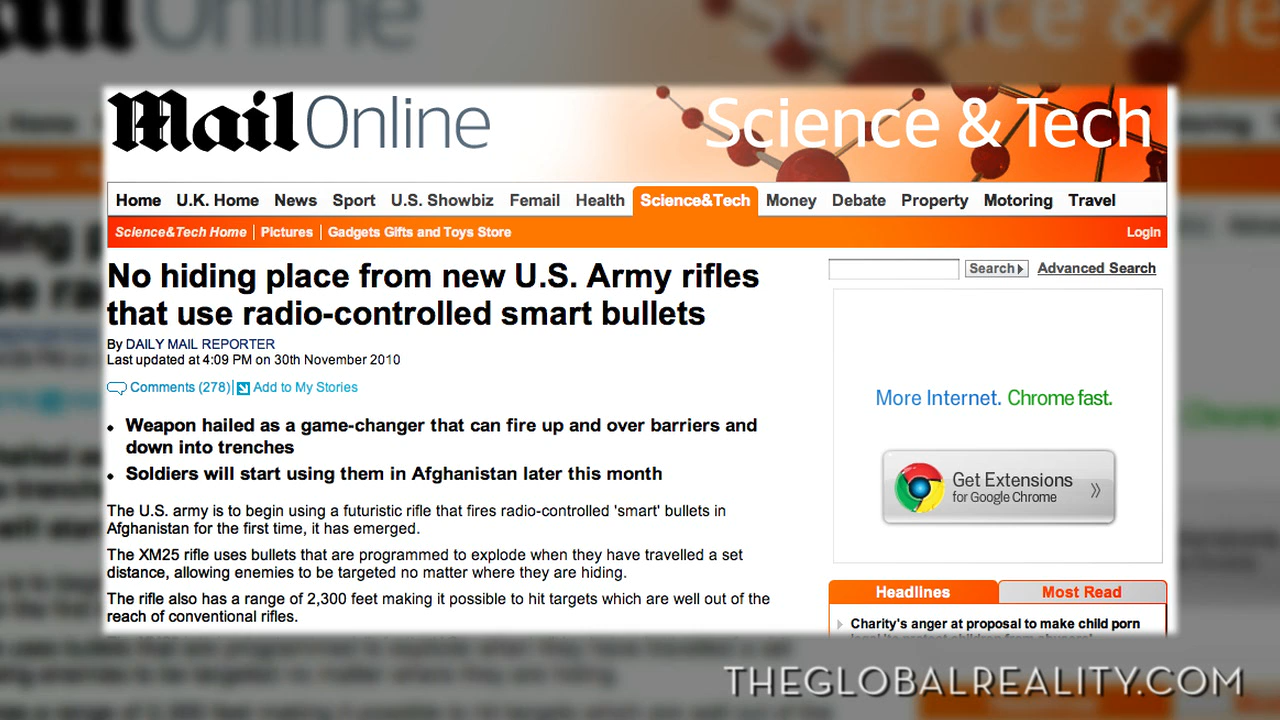 Mail Online
Science & Tech
Home U.K. Home News Sport U.S. Showbiz Femail Health Science&Tech Money Debate Property Motoring Travel
Science&Tech Home | Pictures | Gadgets Gifts and Toys Store
Login
No hiding place from new U.S. Army rifles
that use radio-controlled smart bullets
By DAILY MAIL REPORTER
Last updated at 4:09 PM on 30th November 2010
Comments (278) | Add to My Stories
• Weapon hailed as a game-changer that can fire up and over barriers and
down into trenches
• Soldiers will start using them in Afghanistan later this month
The U.S. army is to begin using a futuristic rifle that fires radio-controlled 'smart' bullets in
Afghanistan for the first time, it has emerged.
The XM25 rifle uses bullets that are programmed to explode when they have travelled a set
distance, allowing enemies to be targeted no matter where they are hiding.
The rifle also has a range of 2,300 feet making it possible to hit targets which are well out of the
reach of conventional rifles.
Search
Advanced Search
More Internet. Chrome fast.
Get Extensions
for Google Chrome
Headlines
Most Read
Charity's anger at proposal to make child porn
THEGLOBALREALITY.COM